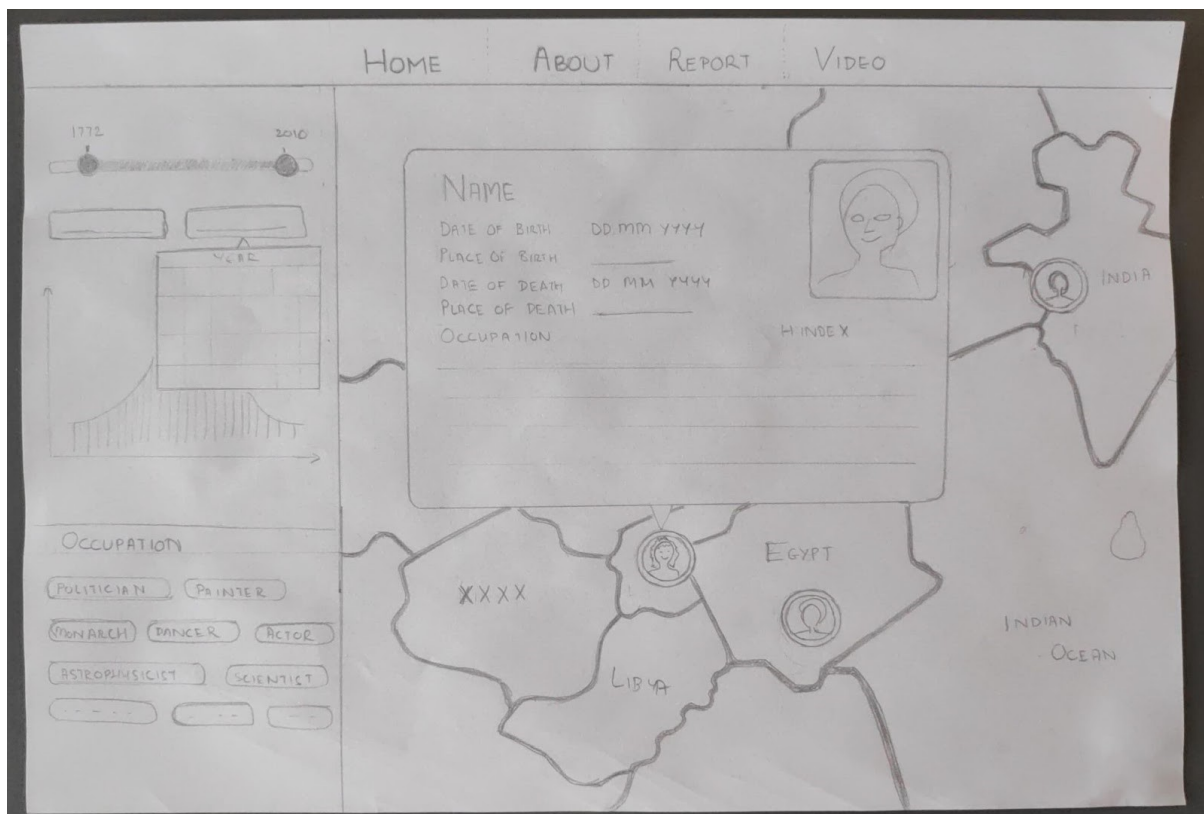 HOME ABOUT REPORT VIDEO
1772 2010
YEAR
OCCUPATION
POLITICIAN PAINTER
MONARCH DANCER ACTOR
ASTROPHYSICIST SCIENTIST
NAME
DATE OF BIRTH DD MM YYYY
PLACE OF BIRTH
DATE OF DEATH DD MM YYYY
PLACE OF DEATH
OCCUPATION H INDEX
INDIA
EGYPT
XXXX
LIBYA
INDIAN
OCEAN